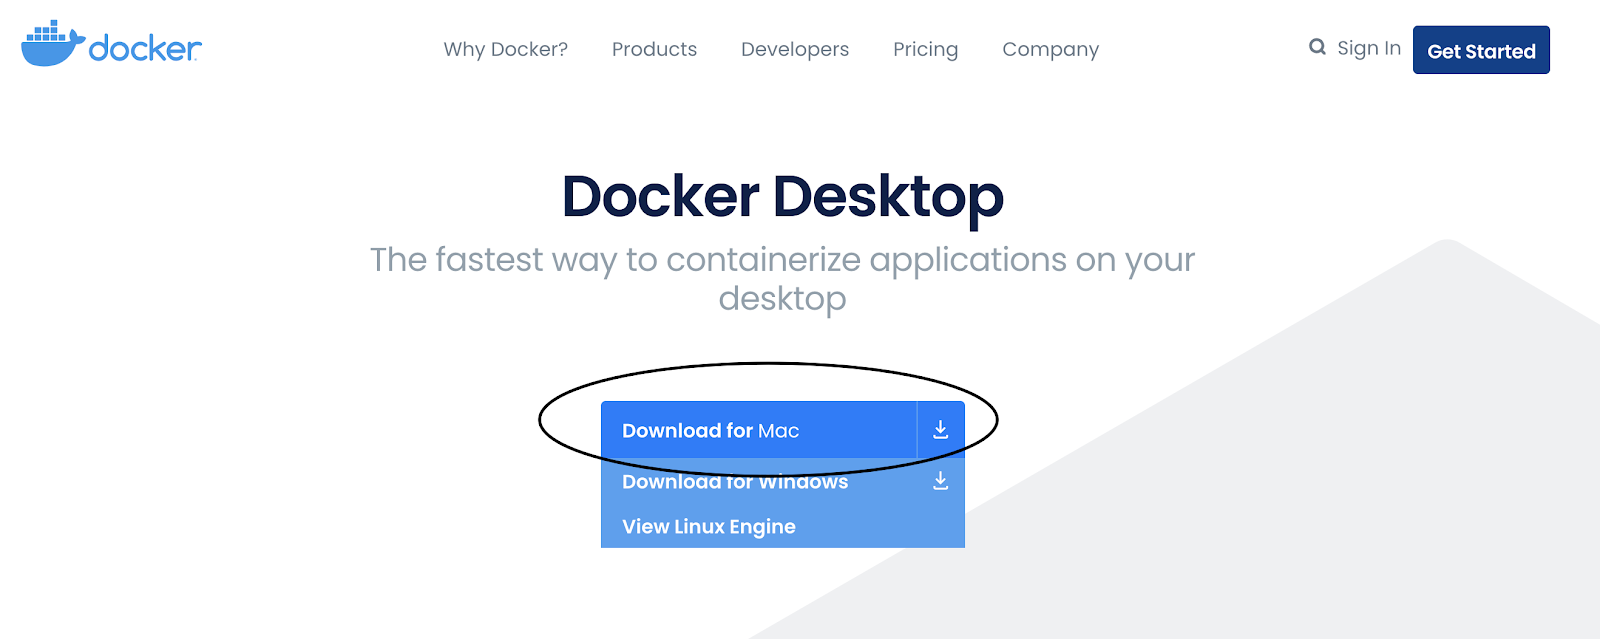 docker
Why Docker?
Products
Developers
Pricing
Company
Sign In
Get Started
Docker Desktop
The fastest way to containerize applications on your
desktop
Download for Mac
Download for Windows
View Linux Engine